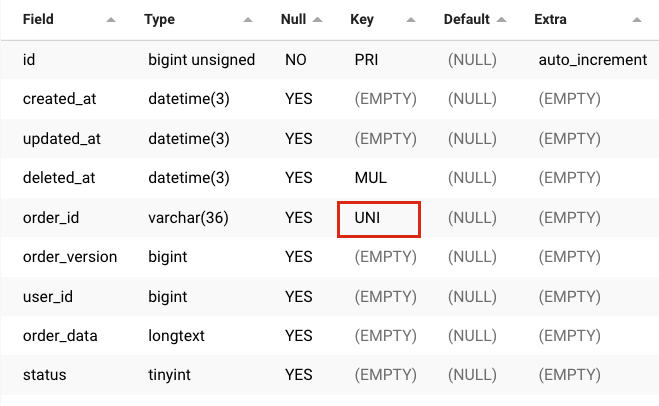 Field Type Null Key Default Extra
id bigint unsigned NO PRI (NULL) auto_increment
created_at datetime(3) YES (EMPTY) (NULL) (EMPTY)
updated_at datetime(3) YES (EMPTY) (NULL) (EMPTY)
deleted_at datetime(3) YES MUL (NULL) (EMPTY)
order_id varchar(36) YES UNI (NULL) (EMPTY)
order_version bigint YES (EMPTY) (NULL) (EMPTY)
user_id bigint YES (EMPTY) (NULL) (EMPTY)
order_data longtext YES (EMPTY) (NULL) (EMPTY)
status tinyint YES (EMPTY) (NULL) (EMPTY)